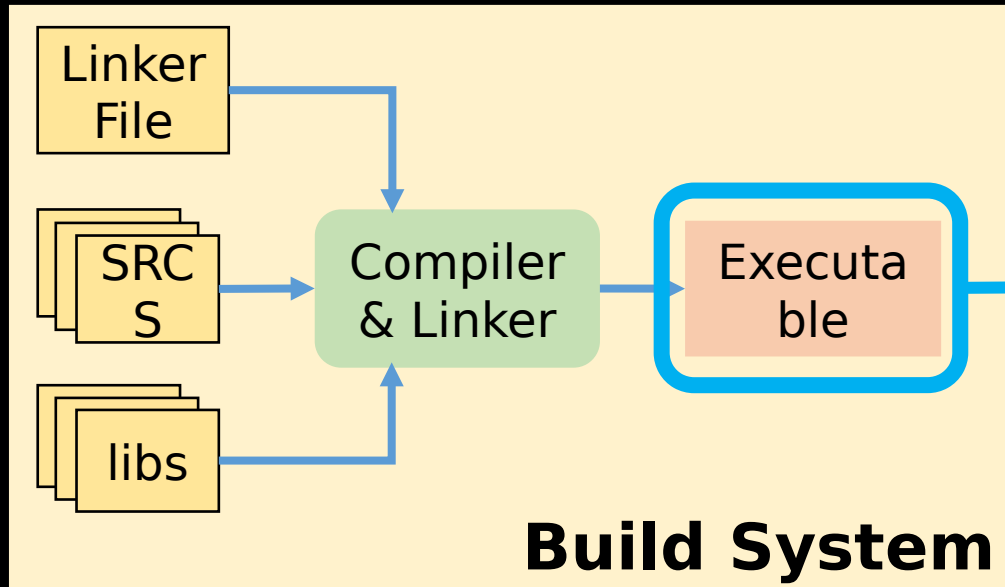 Linker
File
SRC
S
libs
Compiler
& Linker
Executa
ble
Build System